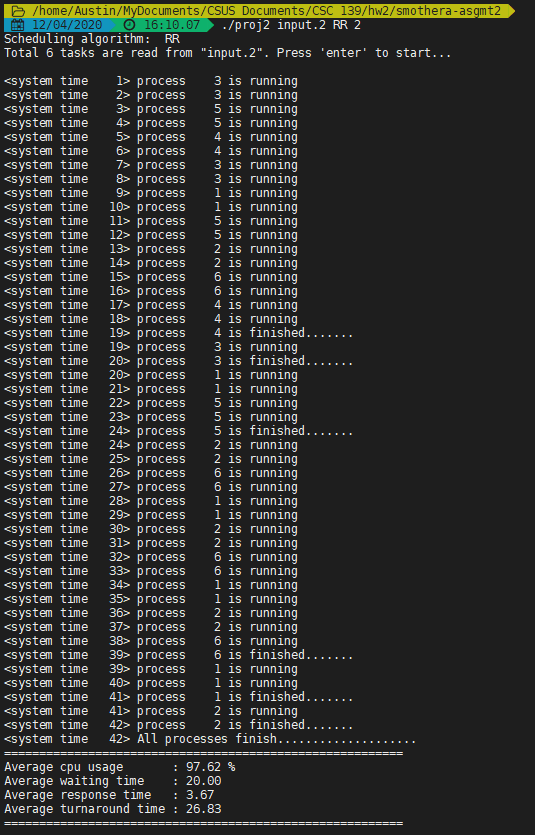 /home/Austin/MyDocuments/CSUS Documents/CSC 139/hw2/smothera-asgmt2
12/04/2020 16:10.07 ./proj2 input.2 RR 2
Scheduling algorithm:  RR
Total 6 tasks are read from "input.2". Press 'enter' to start...
<system time    1> process    3 is running
<system time    2> process    3 is running
<system time    3> process    5 is running
<system time    4> process    5 is running
<system time    5> process    4 is running
<system time    6> process    4 is running
<system time    7> process    3 is running
<system time    8> process    3 is running
<system time    9> process    1 is running
<system time   10> process    1 is running
<system time   11> process    5 is running
<system time   12> process    5 is running
<system time   13> process    2 is running
<system time   14> process    2 is running
<system time   15> process    6 is running
<system time   16> process    6 is running
<system time   17> process    4 is running
<system time   18> process    4 is running
<system time   19> process    4 is finished.......
<system time   19> process    3 is running
<system time   20> process    3 is finished.......
<system time   20> process    1 is running
<system time   21> process    1 is running
<system time   22> process    5 is running
<system time   23> process    5 is running
<system time   24> process    5 is finished.......
<system time   24> process    2 is running
<system time   25> process    2 is running
<system time   26> process    6 is running
<system time   27> process    6 is running
<system time   28> process    1 is running
<system time   29> process    1 is running
<system time   30> process    2 is running
<system time   31> process    2 is running
<system time   32> process    6 is running
<system time   33> process    6 is running
<system time   34> process    1 is running
<system time   35> process    1 is running
<system time   36> process    2 is running
<system time   37> process    2 is running
<system time   38> process    6 is running
<system time   39> process    6 is finished.......
<system time   39> process    1 is running
<system time   40> process    1 is running
<system time   41> process    1 is finished.......
<system time   41> process    2 is running
<system time   42> process    2 is finished.......
<system time   42> All processes finish....................
=========================================================
Average cpu usage       : 97.62 %
Average waiting time    : 20.00
Average response time   : 3.67
Average turnaround time : 26.83
=========================================================